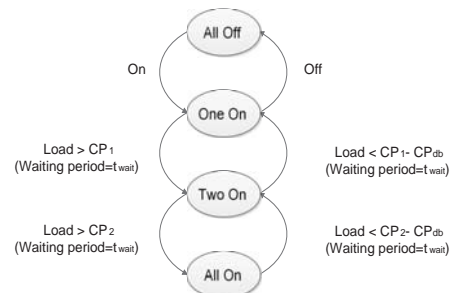 All Off
On
Off
One On
Load > CP1
(Waiting period=twait)
Load < CP1- CPdb
(Waiting period=twait)
Two On
Load > CP2
(Waiting period=twait)
Load < CP2- CPdb
(Waiting period=twait)
All On